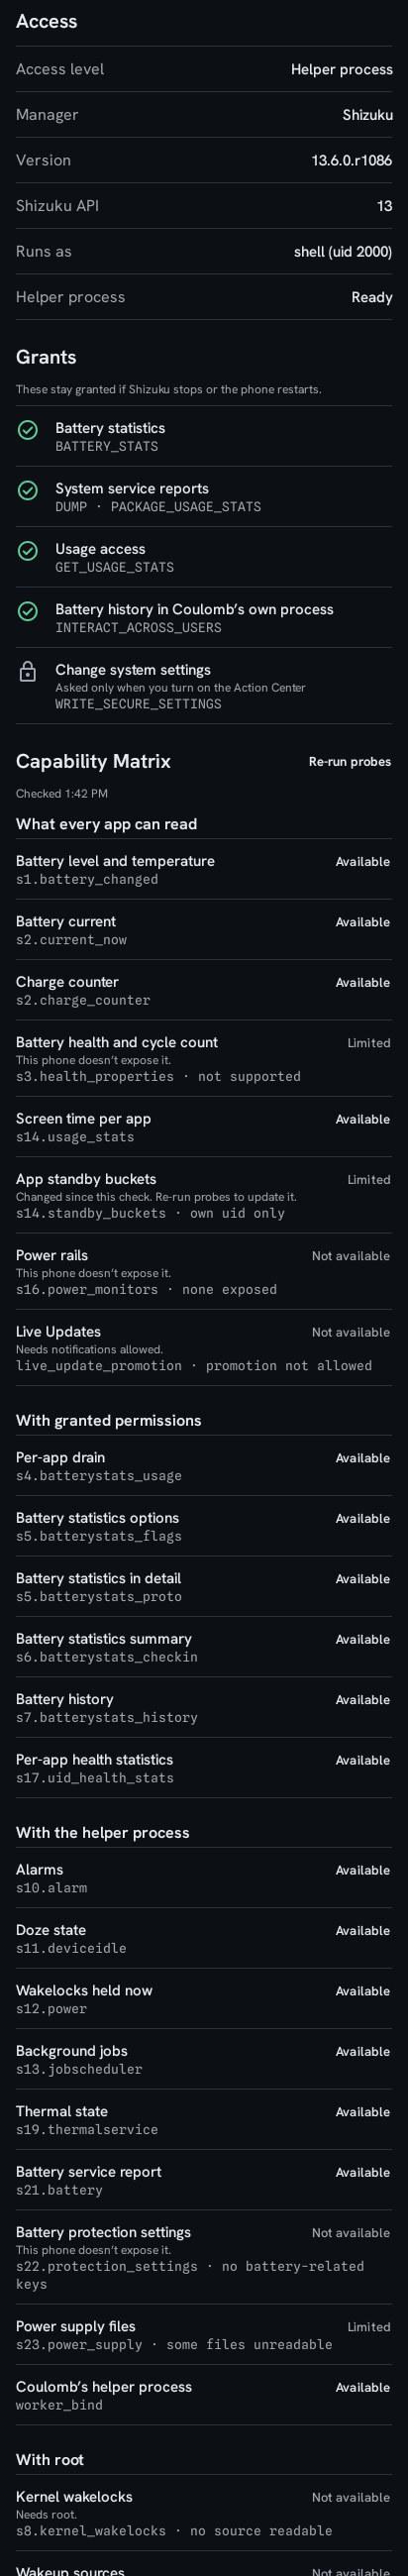 Access
Access level Helper process
Manager Shizuku
Version 13.6.0.r1086
Shizuku API 13
Runs as shell (uid 2000)
Helper process Ready
Grants
These stay granted if Shizuku stops or the phone restarts.
Battery statistics
BATTERY_STATS
System service reports
DUMP · PACKAGE_USAGE_STATS
Usage access
GET_USAGE_STATS
Battery history in Coulomb’s own process
INTERACT_ACROSS_USERS
Change system settings
Asked only when you turn on the Action Center
WRITE_SECURE_SETTINGS
Capability Matrix Re-run probes
Checked 1:42 PM
What every app can read
Battery level and temperature Available
s1.battery_changed
Battery current Available
s2.current_now
Charge counter Available
s2.charge_counter
Battery health and cycle count Limited
This phone doesn’t expose it.
s3.health_properties · not supported
Screen time per app Available
s14.usage_stats
App standby buckets Limited
Changed since this check. Re-run probes to update it.
s14.standby_buckets · own uid only
Power rails Not available
This phone doesn’t expose it.
s16.power_monitors · none exposed
Live Updates Not available
Needs notifications allowed.
live_update_promotion · promotion not allowed
With granted permissions
Per-app drain Available
s4.batterystats_usage
Battery statistics options Available
s5.batterystats_flags
Battery statistics in detail Available
s5.batterystats_proto
Battery statistics summary Available
s6.batterystats_checkin
Battery history Available
s7.batterystats_history
Per-app health statistics Available
s17.uid_health_stats
With the helper process
Alarms Available
s10.alarm
Doze state Available
s11.deviceidle
Wakelocks held now Available
s12.power
Background jobs Available
s13.jobscheduler
Thermal state Available
s19.thermalservice
Battery service report Available
s21.battery
Battery protection settings Not available
This phone doesn’t expose it.
s22.protection_settings · no battery-related
keys
Power supply files Limited
s23.power_supply · some files unreadable
Coulomb’s helper process Available
worker_bind
With root
Kernel wakelocks Not available
Needs root.
s8.kernel_wakelocks · no source readable
Wakeup sources Not available